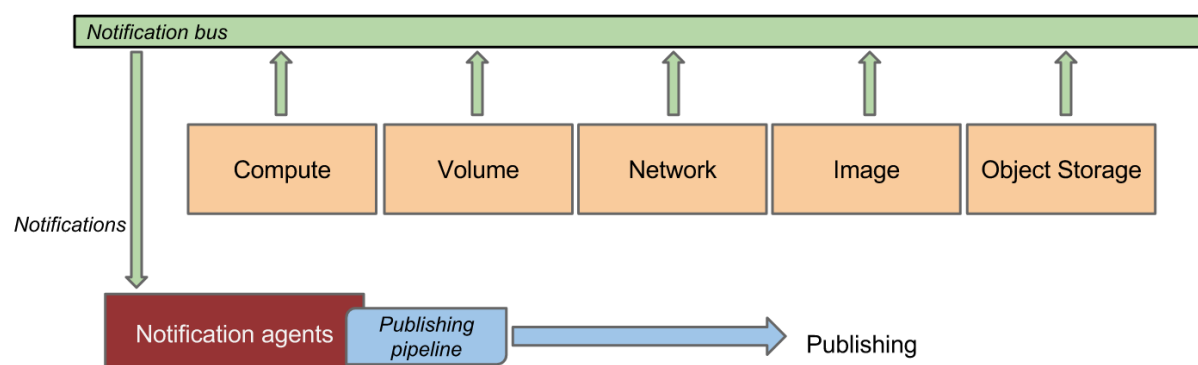 Notification bus
Compute
Volume
Network
Image
Object Storage
Notifications
Notification agents
Publishing
pipeline
Publishing